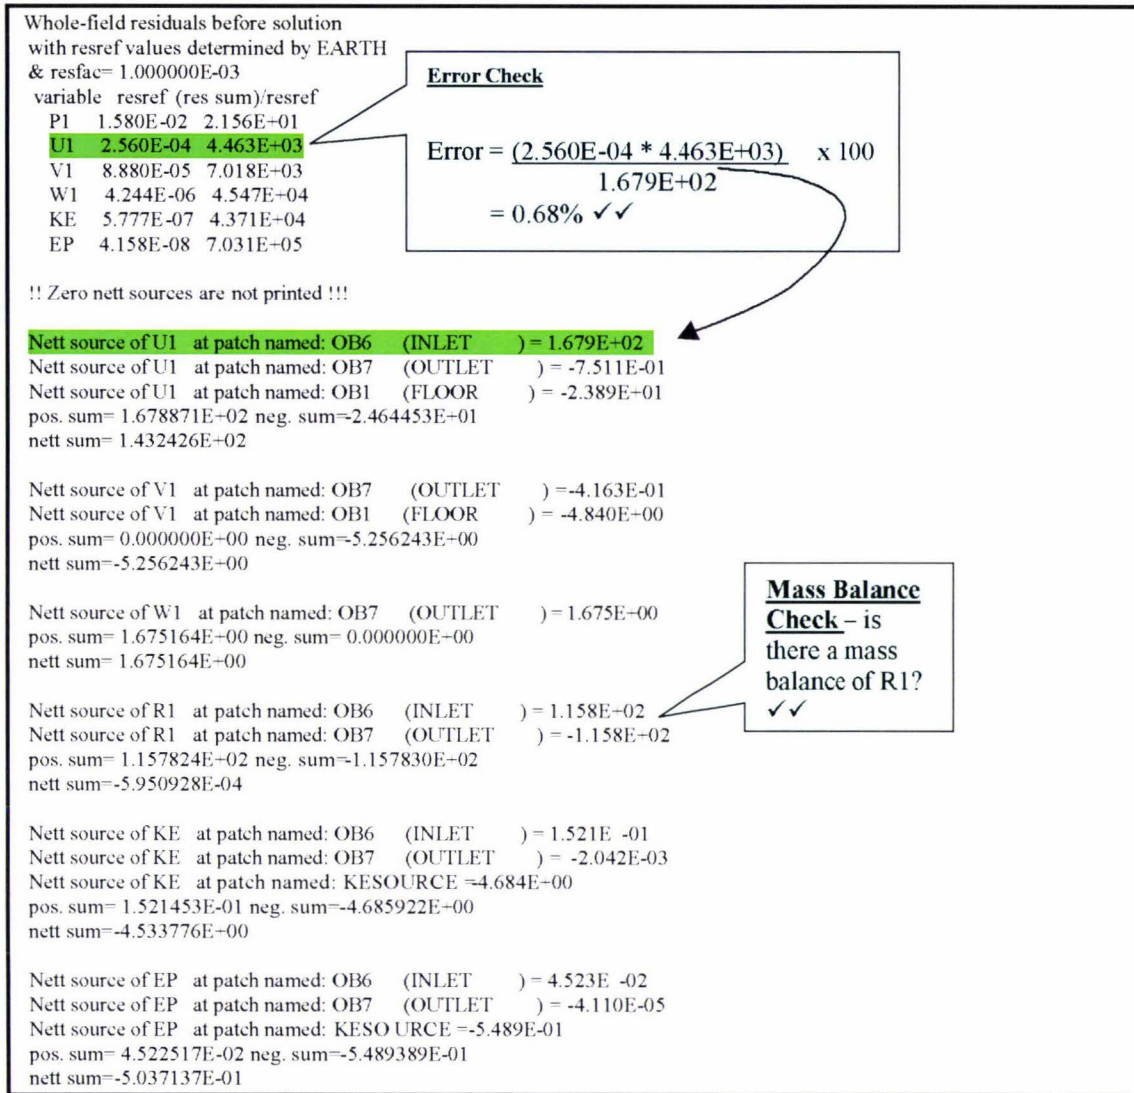 Whole-field residuals before solution
with resref values determined by EARTH
& resfac= 1.000000E-03
variable resref (res sum)/resref
P1 1.580E-02 2.156E+01
U1 2.560E-04 4.463E+03
V1 8.880E-05 7.018E+03
W1 4.244E-06 4.547E+04
KE 5.777E-07 4.371E+04
EP 4.158E-08 7.031E+05
Error Check
Error = (2.560E-04 * 4.463E+03) x 100
1.679E+02
= 0.68% ✓✓
!! Zero nett sources are not printed !!!
Nett source of U1 at patch named: OB6 (INLET ) = 1.679E+02
Nett source of U1 at patch named: OB7 (OUTLET ) = -7.511E-01
Nett source of U1 at patch named: OB1 (FLOOR ) = -2.389E+01
pos. sum= 1.678871E+02 neg. sum=-2.464453E+01
nett sum= 1.432426E+02
Nett source of V1 at patch named: OB7 (OUTLET ) =-4.163E-01
Nett source of V1 at patch named: OB1 (FLOOR ) = -4.840E+00
pos. sum= 0.000000E+00 neg. sum=-5.256243E+00
nett sum=-5.256243E+00
Nett source of W1 at patch named: OB7 (OUTLET ) = 1.675E+00
pos. sum= 1.675164E+00 neg. sum= 0.000000E+00
nett sum= 1.675164E+00
Mass Balance
Check – is
there a mass
balance of R1?
✓✓
Nett source of R1 at patch named: OB6 (INLET ) = 1.158E+02
Nett source of R1 at patch named: OB7 (OUTLET ) = -1.158E+02
pos. sum= 1.157824E+02 neg. sum=-1.157830E+02
nett sum=-5.950928E-04
Nett source of KE at patch named: OB6 (INLET ) = 1.521E -01
Nett source of KE at patch named: OB7 (OUTLET ) = -2.042E-03
Nett source of KE at patch named: KESOURCE =-4.684E+00
pos. sum= 1.521453E-01 neg. sum=-4.685922E+00
nett sum=-4.533776E+00
Nett source of EP at patch named: OB6 (INLET ) = 4.523E -02
Nett source of EP at patch named: OB7 (OUTLET ) = -4.110E-05
Nett source of EP at patch named: KESO URCE =-5.489E-01
pos. sum= 4.522517E-02 neg. sum=-5.489389E-01
nett sum=-5.037137E-01